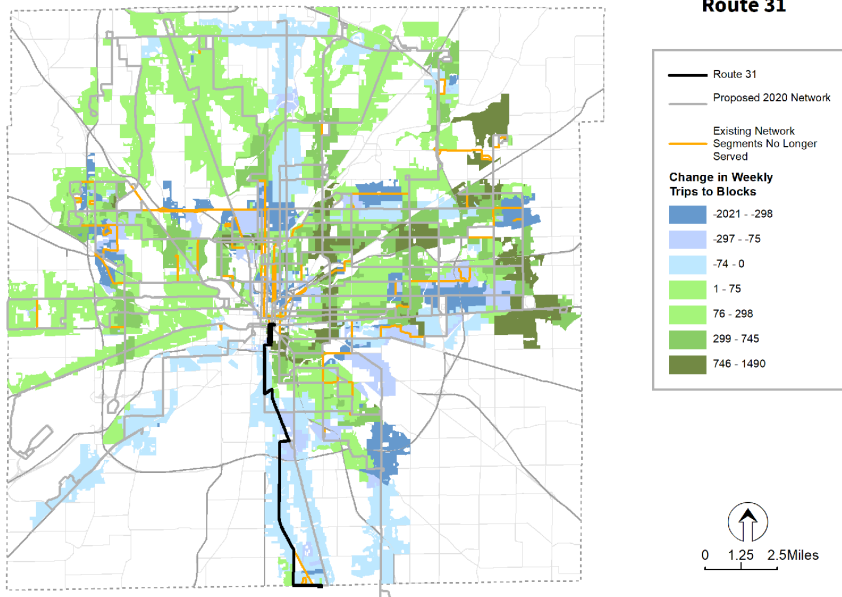 Route 31
Route 31
Proposed 2020 Network
Existing Network
Segments No Longer
Served
Change in Weekly
Trips to Blocks
-2021 - -298
-297 - -75
-74 - 0
1 - 75
76 - 298
299 - 745
746 - 1490
0 1.25 2.5Miles